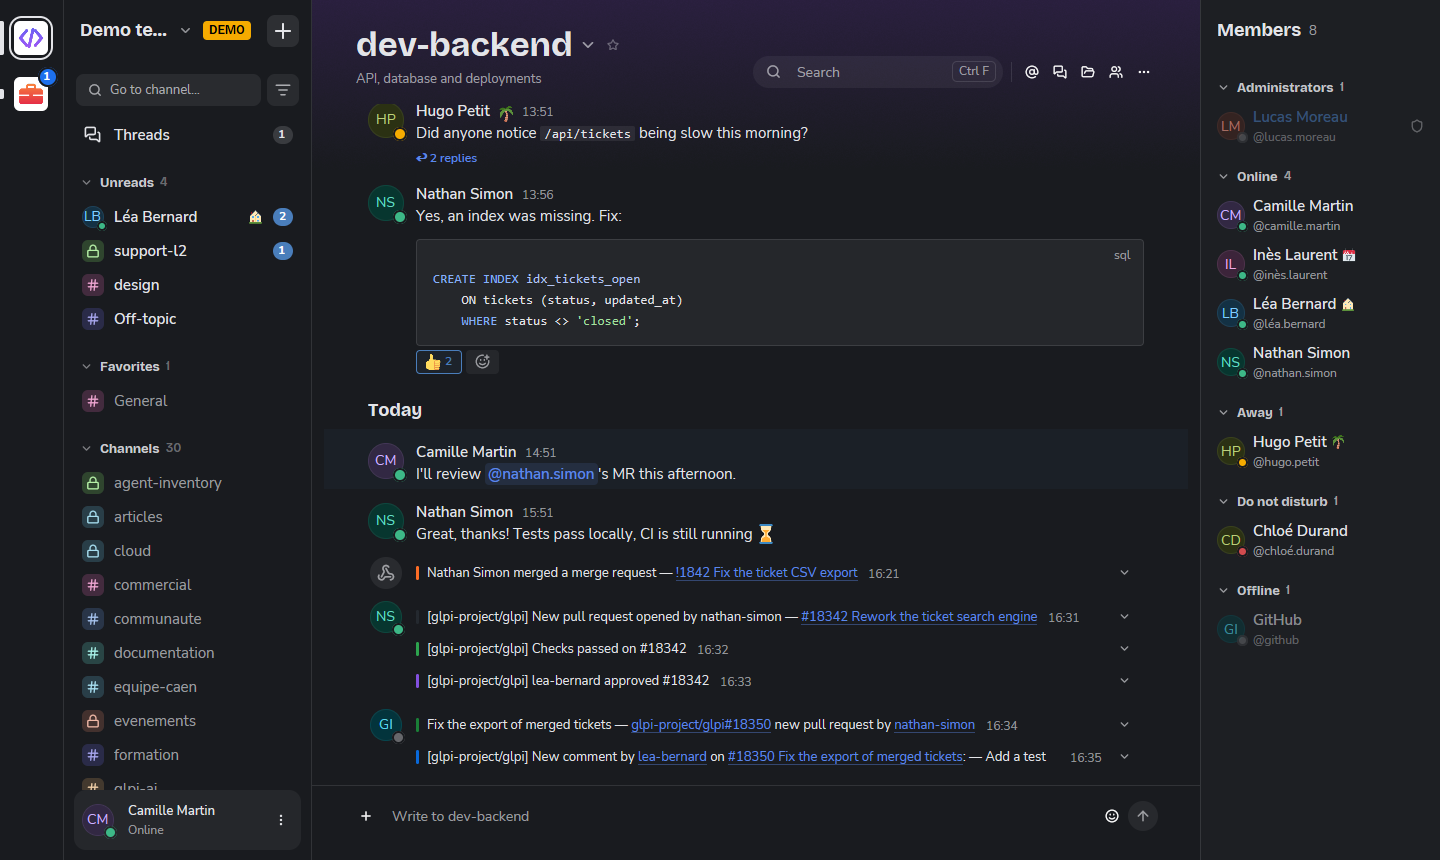 1
Demo te...
DEMO
Go to channel...
Threads 1
Unreads 4
LB Léa Bernard 2
support-l2 1
design
Off-topic
Favorites 1
General
Channels 30
agent-inventory
articles
cloud
commercial
communaute
documentation
equipe-caen
evenements
formation
glpi-ai
CM Camille Martin
Online
dev-backend
API, database and deployments
Search Ctrl F
HP Hugo Petit 13:51
Did anyone notice /api/tickets being slow this morning?
2 replies
NS Nathan Simon 13:56
Yes, an index was missing. Fix:
sql
CREATE INDEX idx_tickets_open
ON tickets (status, updated_at)
WHERE status <> 'closed';
2
Today
CM Camille Martin 14:51
I'll review @nathan.simon 's MR this afternoon.
NS Nathan Simon 15:51
Great, thanks! Tests pass locally, CI is still running
Nathan Simon merged a merge request — !1842 Fix the ticket CSV export 16:21
NS [glpi-project/glpi] New pull request opened by nathan-simon — #18342 Rework the ticket search engine 16:31
[glpi-project/glpi] Checks passed on #18342 16:32
[glpi-project/glpi] lea-bernard approved #18342 16:33
GI Fix the export of merged tickets — glpi-project/glpi#18350 new pull request by nathan-simon 16:34
[glpi-project/glpi] New comment by lea-bernard on #18350 Fix the export of merged tickets: — Add a test 16:35
Write to dev-backend
Members 8
Administrators 1
LM Lucas Moreau
@lucas.moreau
Online 4
CM Camille Martin
@camille.martin
IL Inès Laurent
@inès.laurent
LB Léa Bernard
@léa.bernard
NS Nathan Simon
@nathan.simon
Away 1
HP Hugo Petit
@hugo.petit
Do not disturb 1
CD Chloé Durand
@chloé.durand
Offline 1
GI GitHub
@github